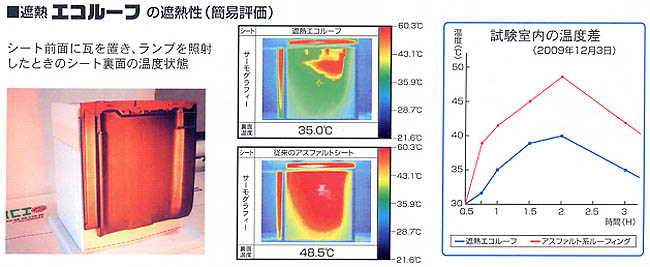 ■遮熱 エコルーフ の遮熱性(簡易評価)
シート前面に瓦を置き、ランプを照射
したときのシート裏面の温度状態
シート
遮熱エコルーフ
サーモグラフィー
60.3℃
43.1℃
35.9℃
28.7℃
21.6℃
裏面温度
35.0℃
シート
従来のアスファルトシート
サーモグラフィー
60.3℃
43.1℃
35.9℃
28.7℃
21.6℃
裏面温度
48.5℃
試験室内の温度差
(2009年12月3日)
温度(℃)
50
45
40
35
30
0.5
1
1.5
2
2.5
3
時間(H)
遮熱エコルーフ
アスファルト系ルーフィング